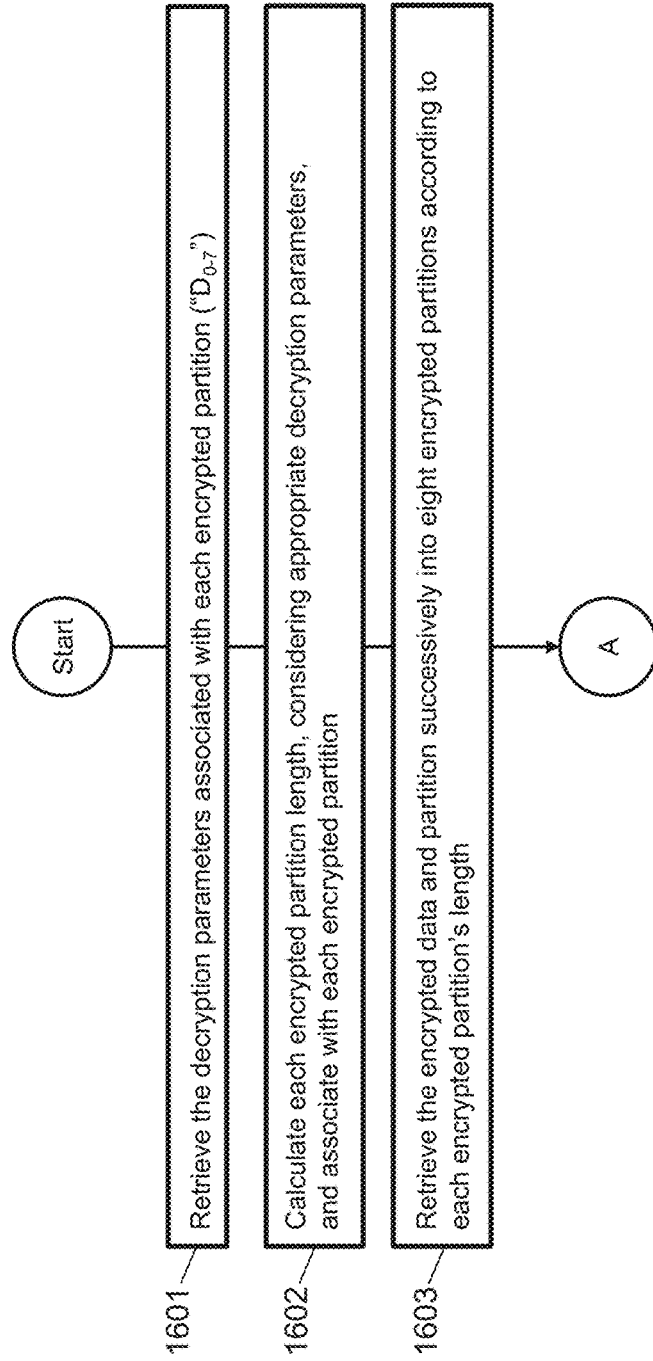 Start
1601
Retrieve the decryption parameters associated with each encrypted partition (“D0-7”)
1602
Calculate each encrypted partition length, considering appropriate decryption parameters,
and associate with each encrypted partition
1603
Retrieve the encrypted data and partition successively into eight encrypted partitions according to
each encrypted partition's length
A